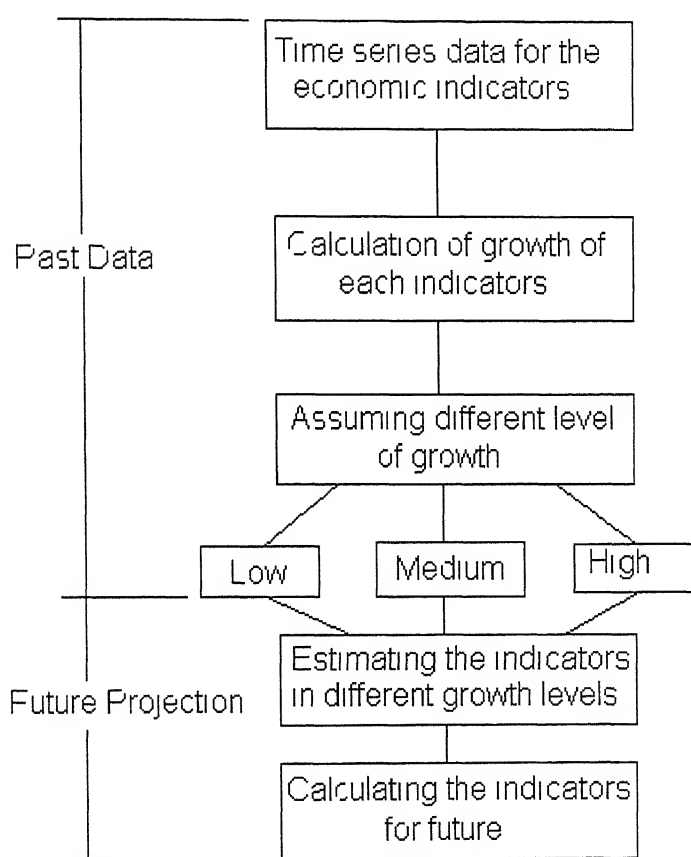 Time series data for the
economic indicators
Past Data
Calculation of growth of
each indicators
Assuming different level
of growth
Low
Medium
High
Estimating the indicators
in different growth levels
Future Projection
Calculating the indicators
for future